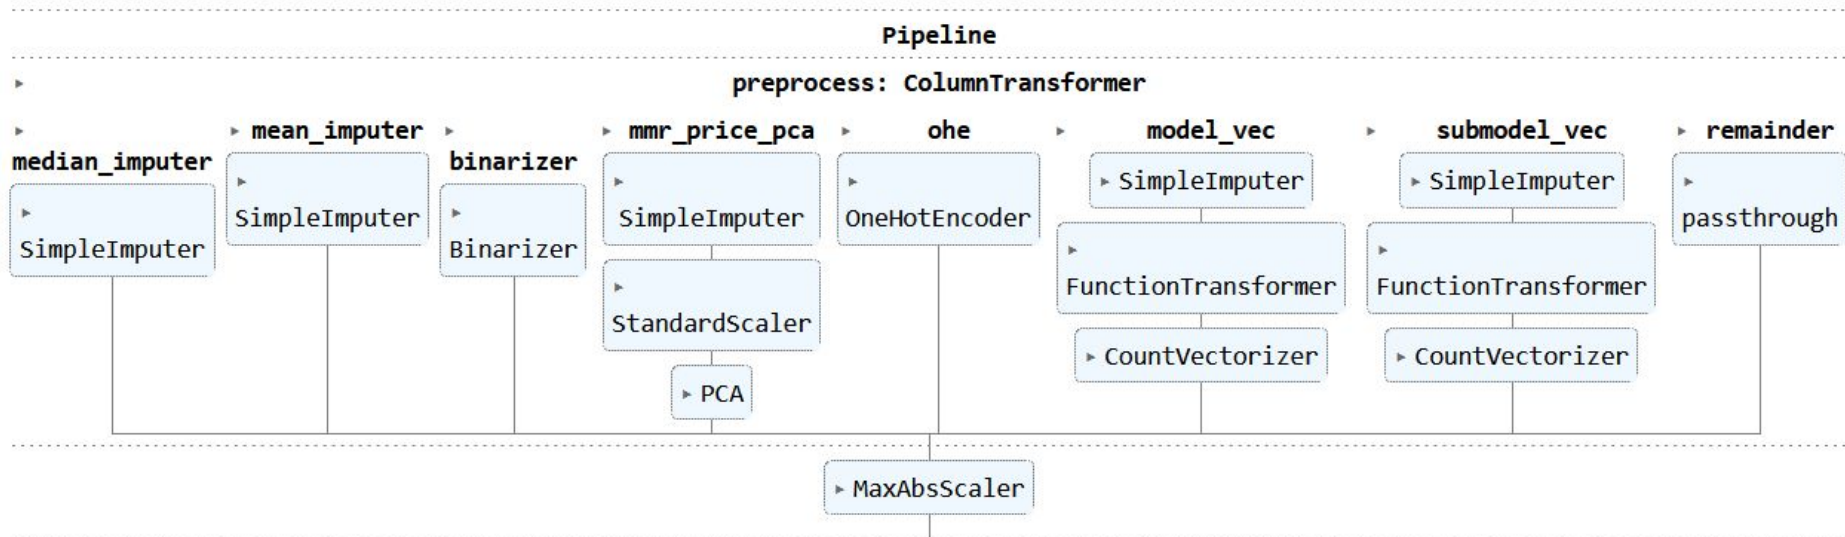 Pipeline
preprocess: ColumnTransformer
median_imputer
SimpleImputer
mean_imputer
SimpleImputer
binarizer
Binarizer
mmr_price_pca
SimpleImputer
StandardScaler
PCA
ohe
OneHotEncoder
model_vec
SimpleImputer
FunctionTransformer
CountVectorizer
submodel_vec
SimpleImputer
FunctionTransformer
CountVectorizer
remainder
passthrough
MaxAbsScaler